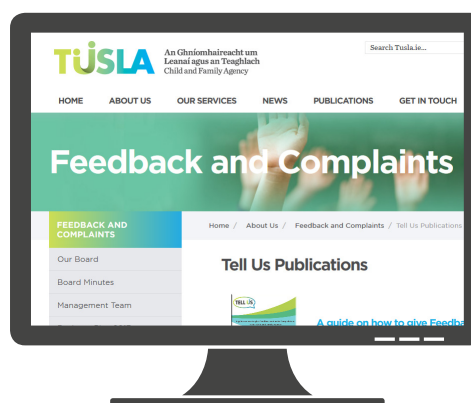 TUSLA
An Ghníomhaireacht um
Leanaí agus an Teaghlach
Child and Family Agency
Search Tusla.ie...
HOME ABOUT US OUR SERVICES NEWS PUBLICATIONS GET IN TOUCH
Feedback and Complaints
FEEDBACK AND
COMPLAINTS
Home / About Us / Feedback and Complaints / Tell Us Publications
Our Board
Board Minutes
Management Team
Tell Us Publications
TELL US
A guide on how to give Feedba